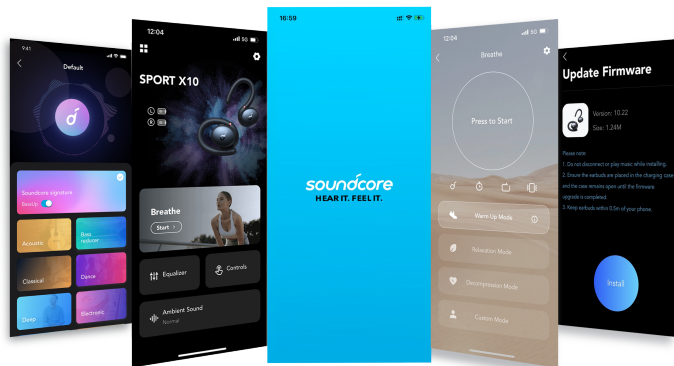 9:41
Default
Soundcore signature
BassUp
Acoustic
Bass
reducer
Classical
Dance
Deep
Electronic
12:04
5G
SPORT X10
L
R
Breathe
Start >
Equalizer
Controls
Ambient Sound
Normal
16:59
soundcore
HEAR IT. FEEL IT.
12:04
5G
Breathe
Press to Start
Warm Up Mode
Relaxation Mode
Decompression Mode
Custom Mode
Update Firmware
Version: 10.22
Size: 1.24M
Please note:
1. Do not disconnect or play music while installing.
2. Ensure the earbuds are placed in the charging case
and the case remains open until the firmware
upgrade is completed.
3. Keep earbuds within 0.5m of your phone.
Install